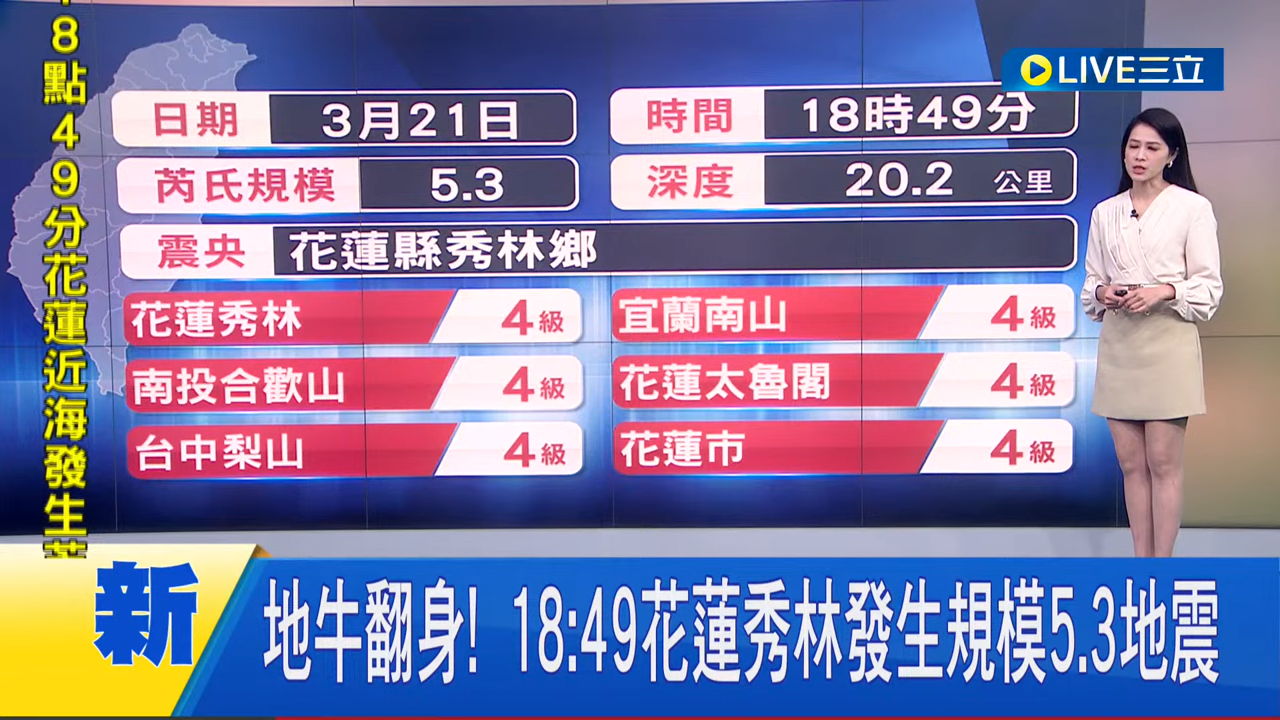 8點49分花蓮近海發生
LIVE三立
日期 3月21日
時間 18時49分
芮氏規模 5.3
深度 20.2 公里
震央 花蓮縣秀林鄉
花蓮秀林 4級
宜蘭南山 4級
南投合歡山 4級
花蓮太魯閣 4級
台中梨山 4級
花蓮市 4級
新
地牛翻身! 18:49花蓮秀林發生規模5.3地震